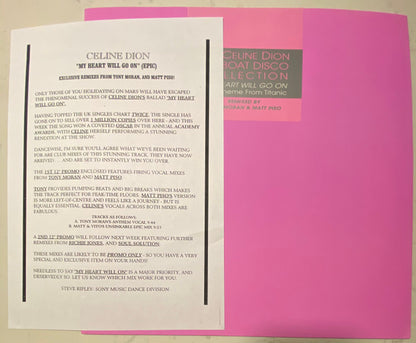 CELINE DION
"MY HEART WILL GO ON" (EPIC)
EXCLUSIVE REMIXES FROM TONY MORAN, AND MATT PISO!
ONLY THOSE OF YOU HOLIDAYING ON MARS WILL HAVE ESCAPED
THE PHENOMENAL SUCCESS OF CELINE DION'S BALLAD "MY HEART
WILL GO ON".
HAVING TOPPED THE UK SINGLES CHART TWICE, THE SINGLE HAS
GONE ON TO SELL OVER 1 MILLION COPIES OVER HERE - AND THIS
WEEK THE SONG WON A COVETED OSCAR IN THE ANNUAL ACADEMY
AWARDS, WITH CELINE HERSELF PERFORMING A STUNNING
RENDITION AT THE SHOW.
DANCEWISE, I'M SURE YOU'LL AGREE WHAT WE'VE BEEN WAITING
FOR ARE CLUB MIXES OF THIS STUNNING TRACK. THEY HAVE NOW
ARRIVED . . . AND ARE SET TO INSTANTLY WIN YOU OVER.
THE 1ST 12" PROMO ENCLOSED FEATURES FIRING VOCAL MIXES
FROM TONY MORAN AND MATT PISO.
TONY PROVIDES PUMPING BEATS AND BIG BREAKS WHICH MAKES
THE TRACK PERFECT FOR PEAK-TIME FLOORS. MATT PISO'S VERSION
IS MORE LEFT-OF-CENTRE AND FEELS LIKE A JOURNEY - BUT IS
EQUALLY ESSENTIAL. CELINE'S VOCALS ACROSS BOTH MIXES ARE
FABULOUS.
TRACKS AS FOLLOWS:
A. TONY MORAN'S ANTHEM VOCAL 9:44
B. MATT & VITO'S UNSINKABLE EPIC MIX 9:23
A 2ND 12" PROMO WILL FOLLOW NEXT WEEK FEATURING FURTHER
REMIXES FROM RICHIE JONES, AND SOUL SOLUTION.
THESE MIXES ARE LIKELY TO BE PROMO ONLY - SO YOU HAVE A VERY
SPECIAL AND EXCLUSIVE ITEM ON YOUR HANDS!
NEEDLESS TO SAY "MY HEART WILL GO ON" IS A MAJOR PRIORITY, AND
DESERVEDLY SO. LET US KNOW WHICH MIX WORK FOR YOU.
STEVE RIPLEY: SONY MUSIC DANCE DIVISION
CELINE DION
BOAT DISCO
LLECTION
ART WILL GO ON
heme From Titanic
REMIXED BY
MORAN & MATT PISO